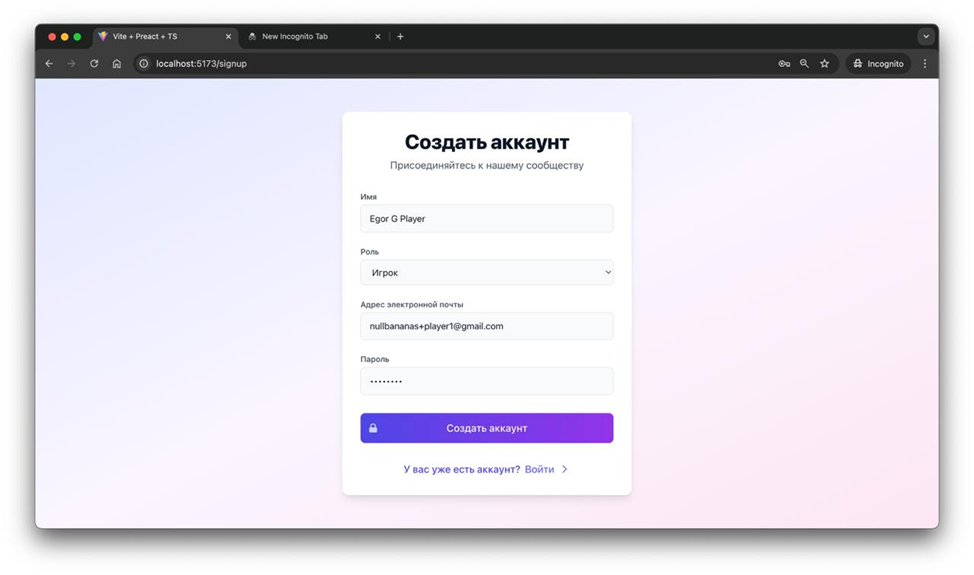 Vite + Preact + TS
New Incognito Tab
localhost:5173/signup
Incognito
Создать аккаунт
Присоединяйтесь к нашему сообществу
Имя
Egor G Player
Роль
Игрок
Адрес электронной почты
nullbananas+player1@gmail.com
Пароль
••••••••
Создать аккаунт
У вас уже есть аккаунт? Войти